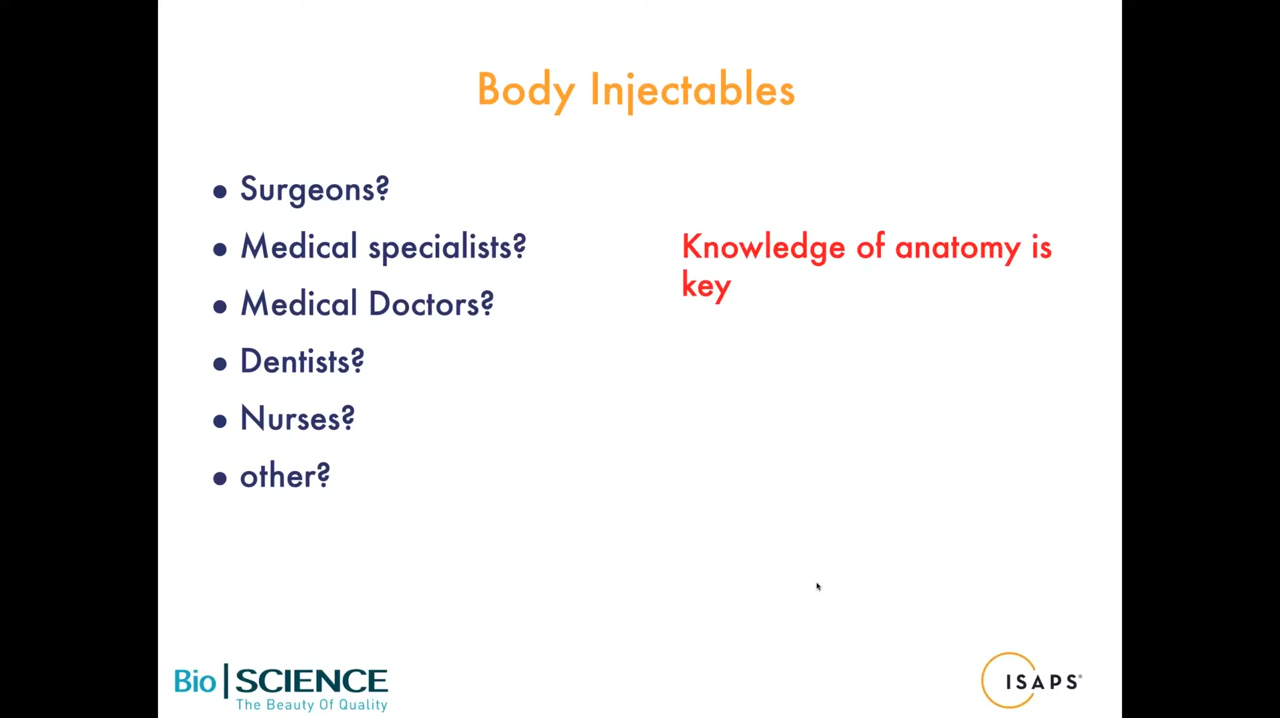 Body Injectables
• Surgeons?
• Medical specialists?
• Medical Doctors?
• Dentists?
• Nurses?
• other?
Knowledge of anatomy is
key
Bio|SCIENCE
The Beauty Of Quality
ISAPS®